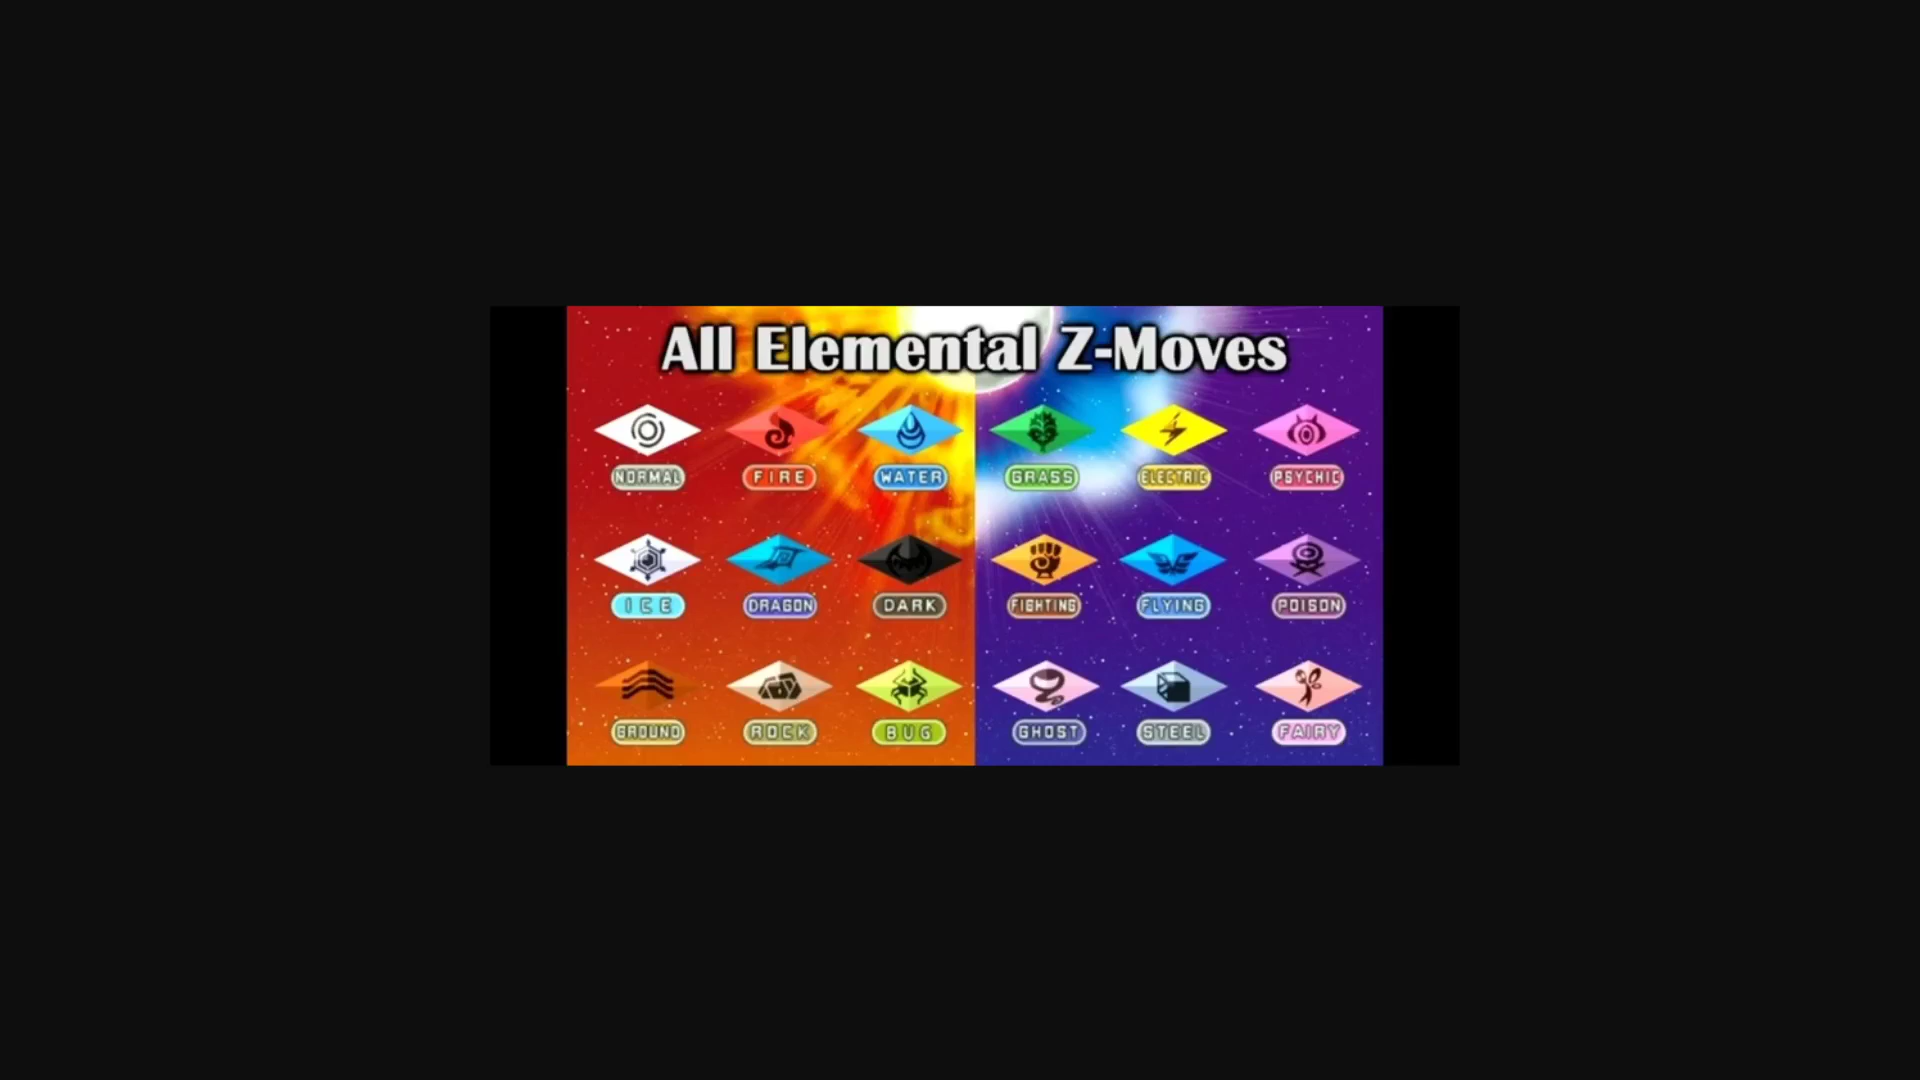 All Elemental Z-Moves
NORMAL FIRE WATER GRASS ELECTRIC PSYCHIC
ICE DRAGON DARK FIGHTING FLYING POISON
GROUND ROCK BUG GHOST STEEL FAIRY